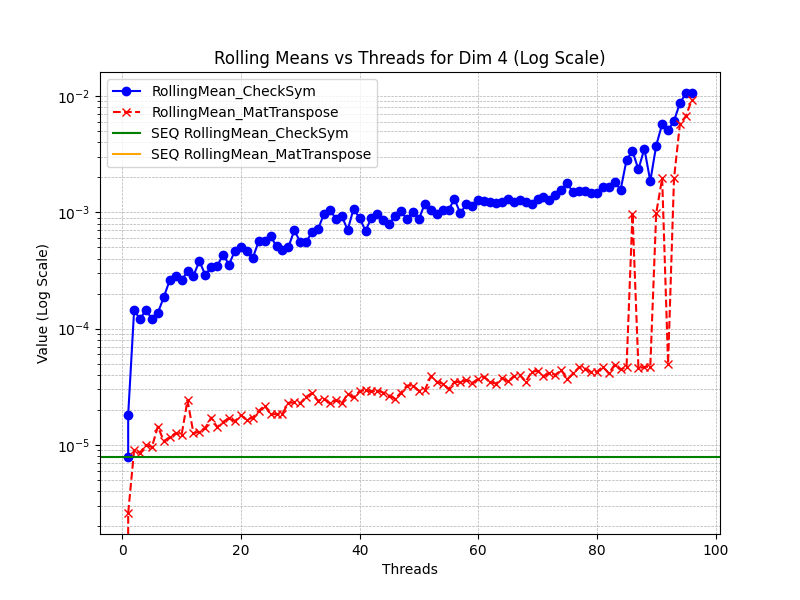 Rolling Means vs Threads for Dim 4 (Log Scale)
RollingMean_CheckSym
RollingMean_MatTranspose
SEQ RollingMean_CheckSym
SEQ RollingMean_MatTranspose
Value (Log Scale)
10⁻²
10⁻³
10⁻⁴
10⁻⁵
0 20 40 60 80 100
Threads